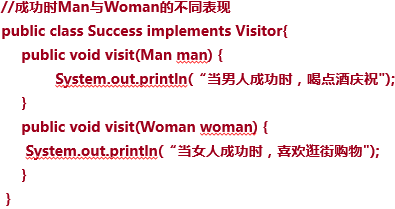 //成功时Man与Woman的不同表现
public class Success implements Visitor{
public void visit(Man man) {
System.out.println( “当男人成功时，喝点酒庆祝");
}
public void visit(Woman woman) {
System.out.println( “当女人成功时，喜欢逛街购物");
}
}